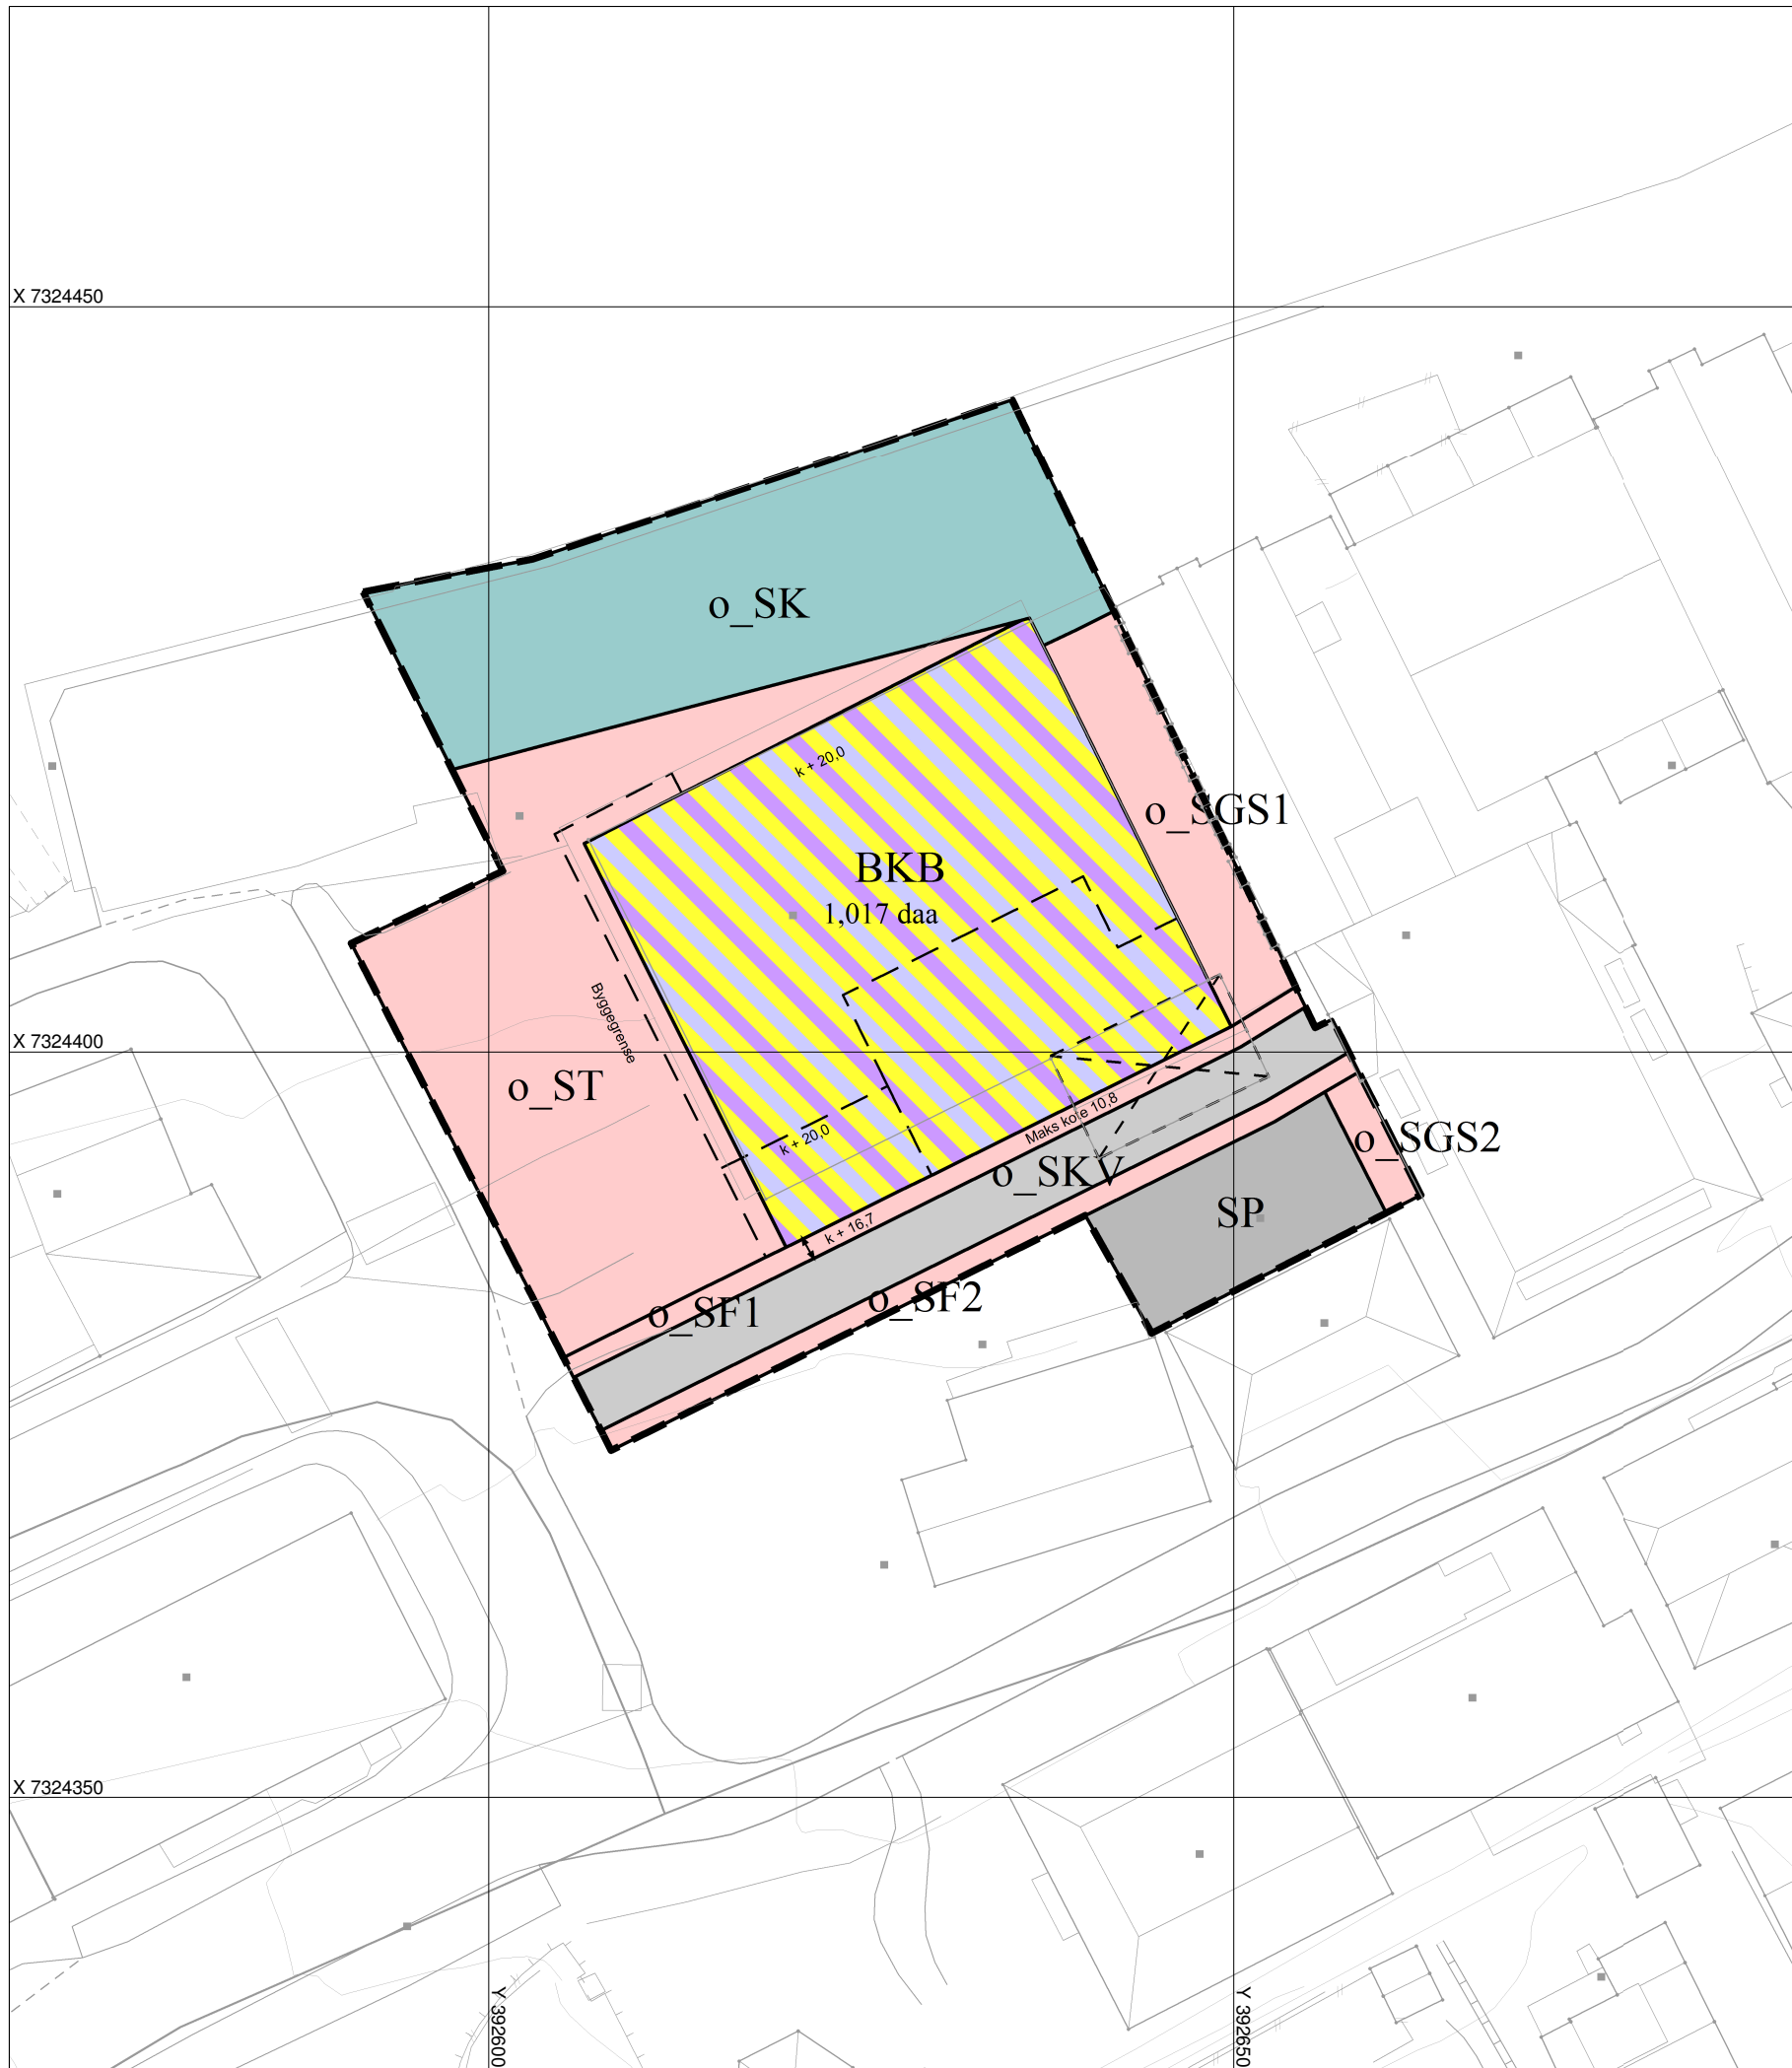 X 7324450
o_SK
k + 20,0
o_SGS1
BKB
1,017 daa
Byggegrense
X 7324400
o_ST
Maks kote 10,8
k + 20,0
o_SGS2
o_SKV
SP
k + 16,7
o_SF1
o_SF2
X 7324350
Y 392600
Y 392650